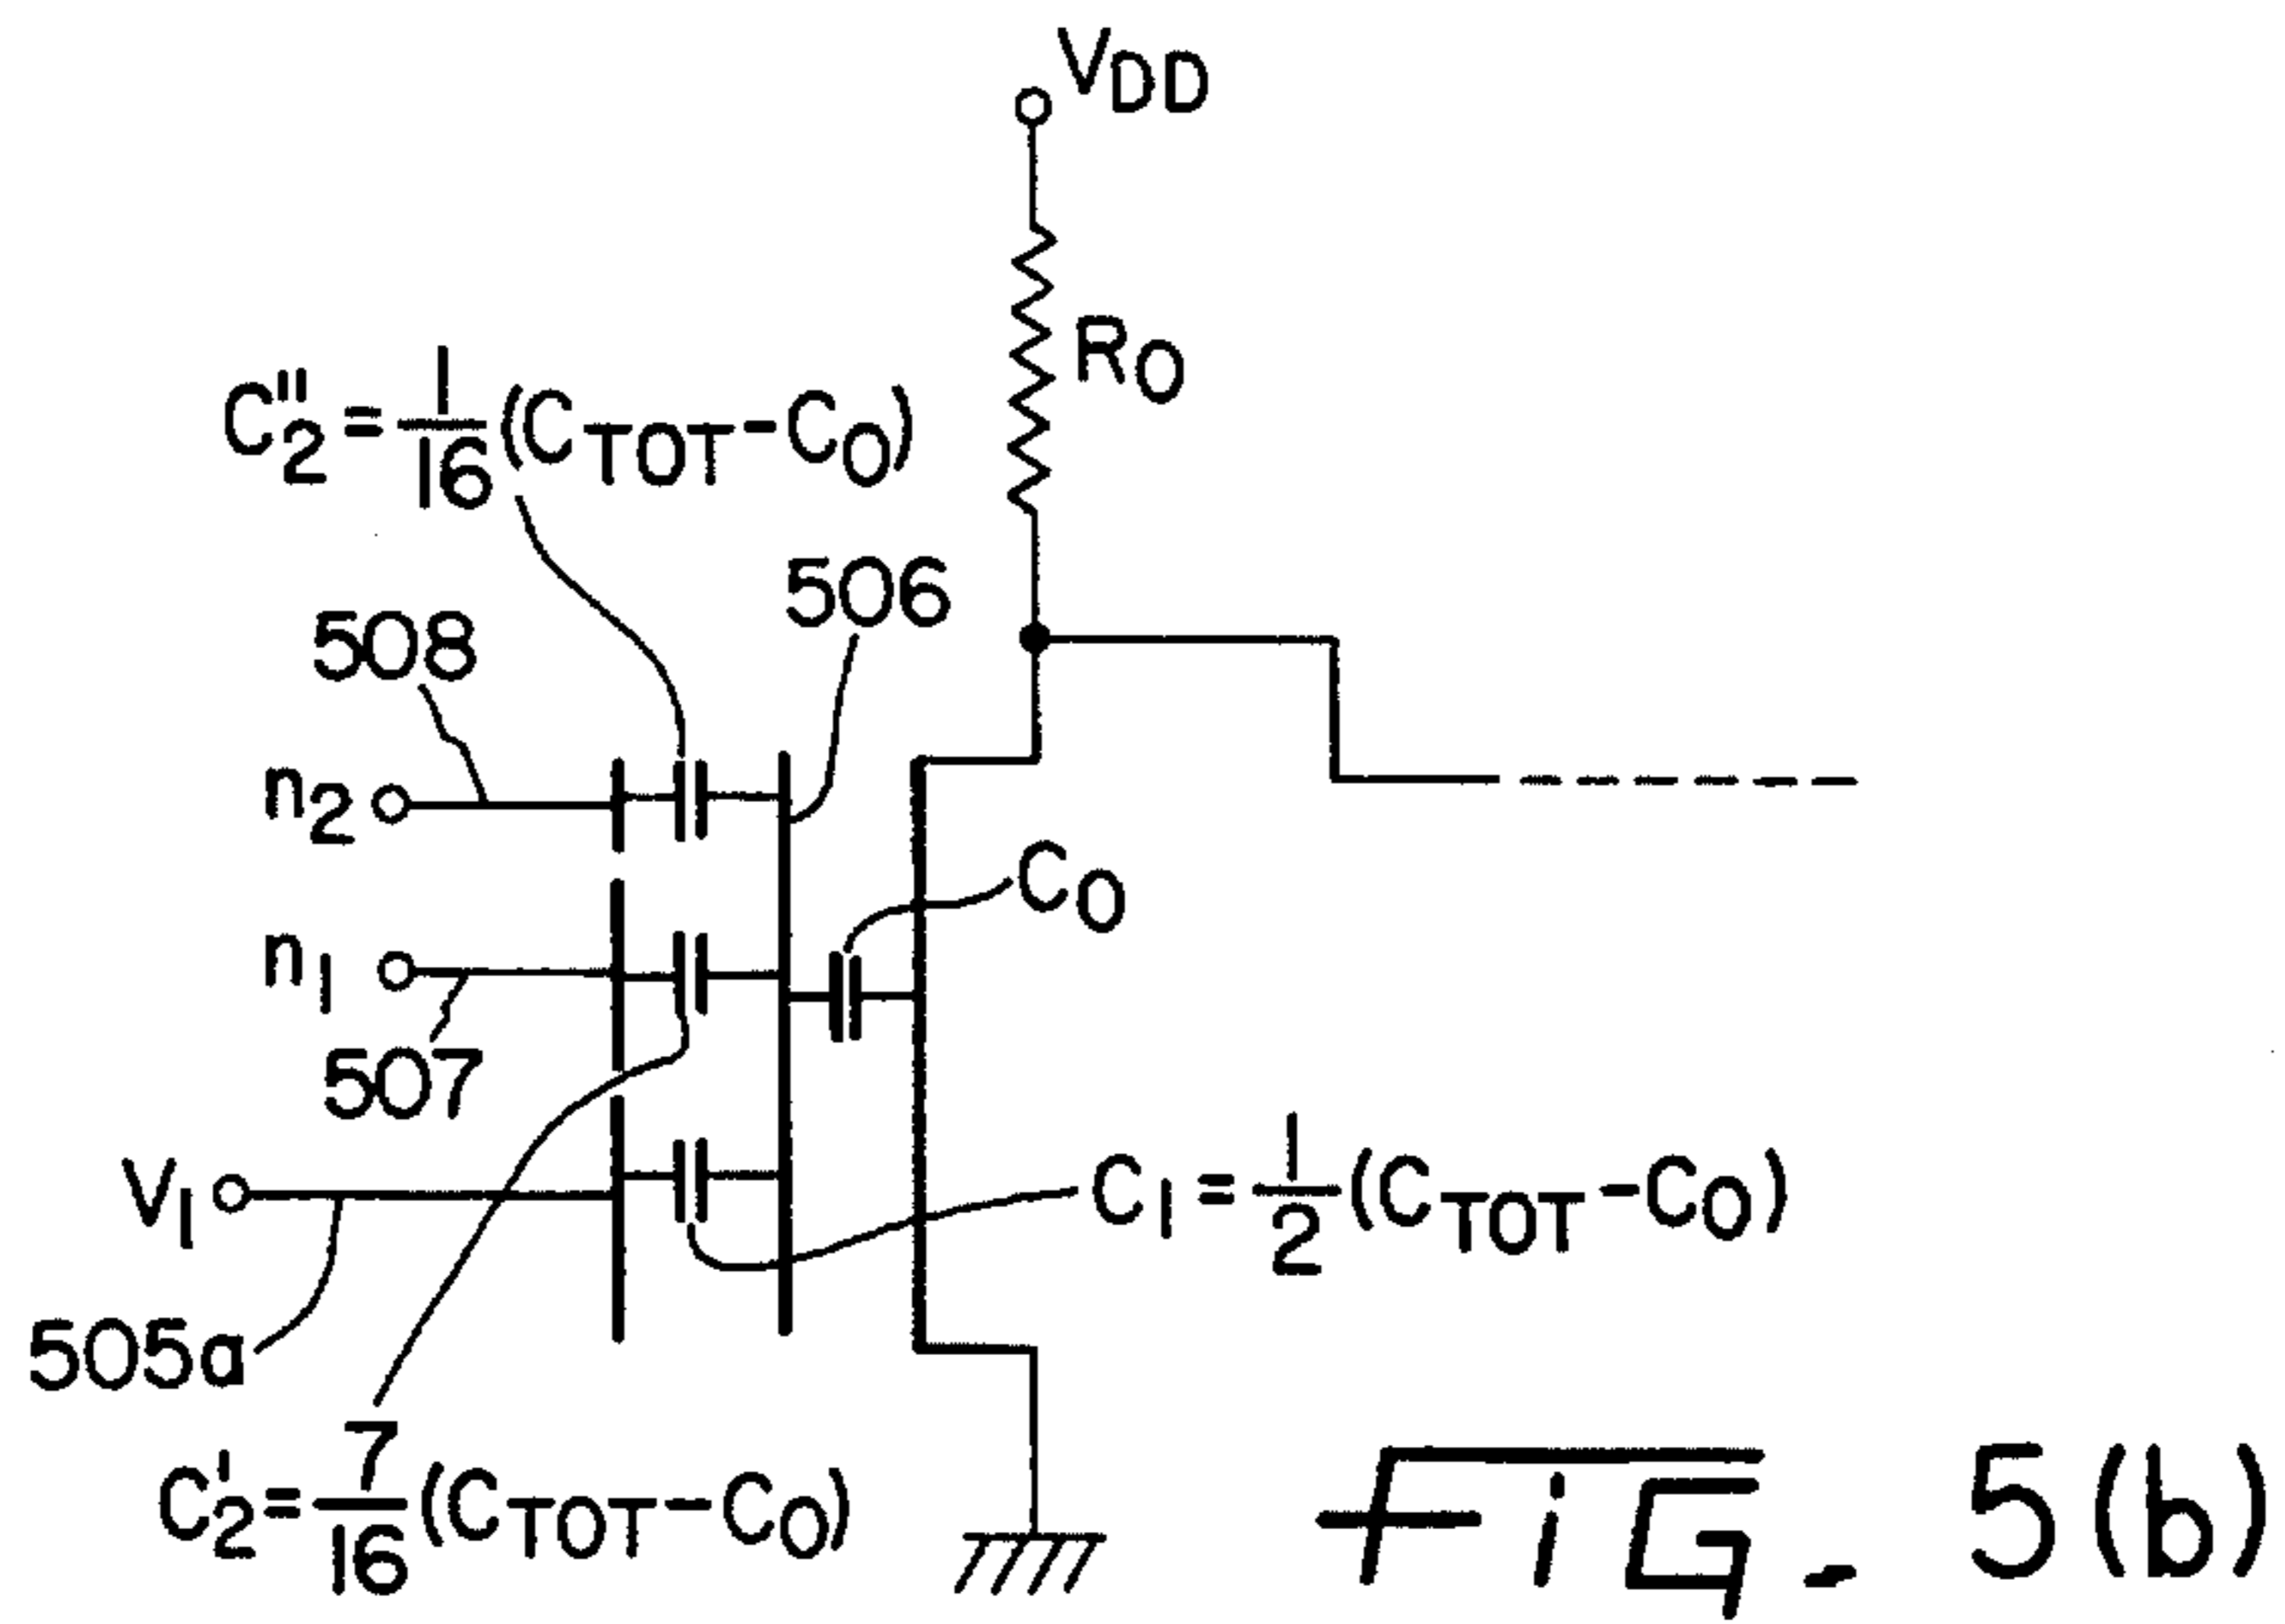 VDD
RO
C"2 = 1/16 (CTOT - CO)
506
508
n2
CO
n1
507
V1
C1 = 1/2 (CTOT - CO)
505a
C'2 = 7/16 (CTOT - CO)
FiG. 5(b)